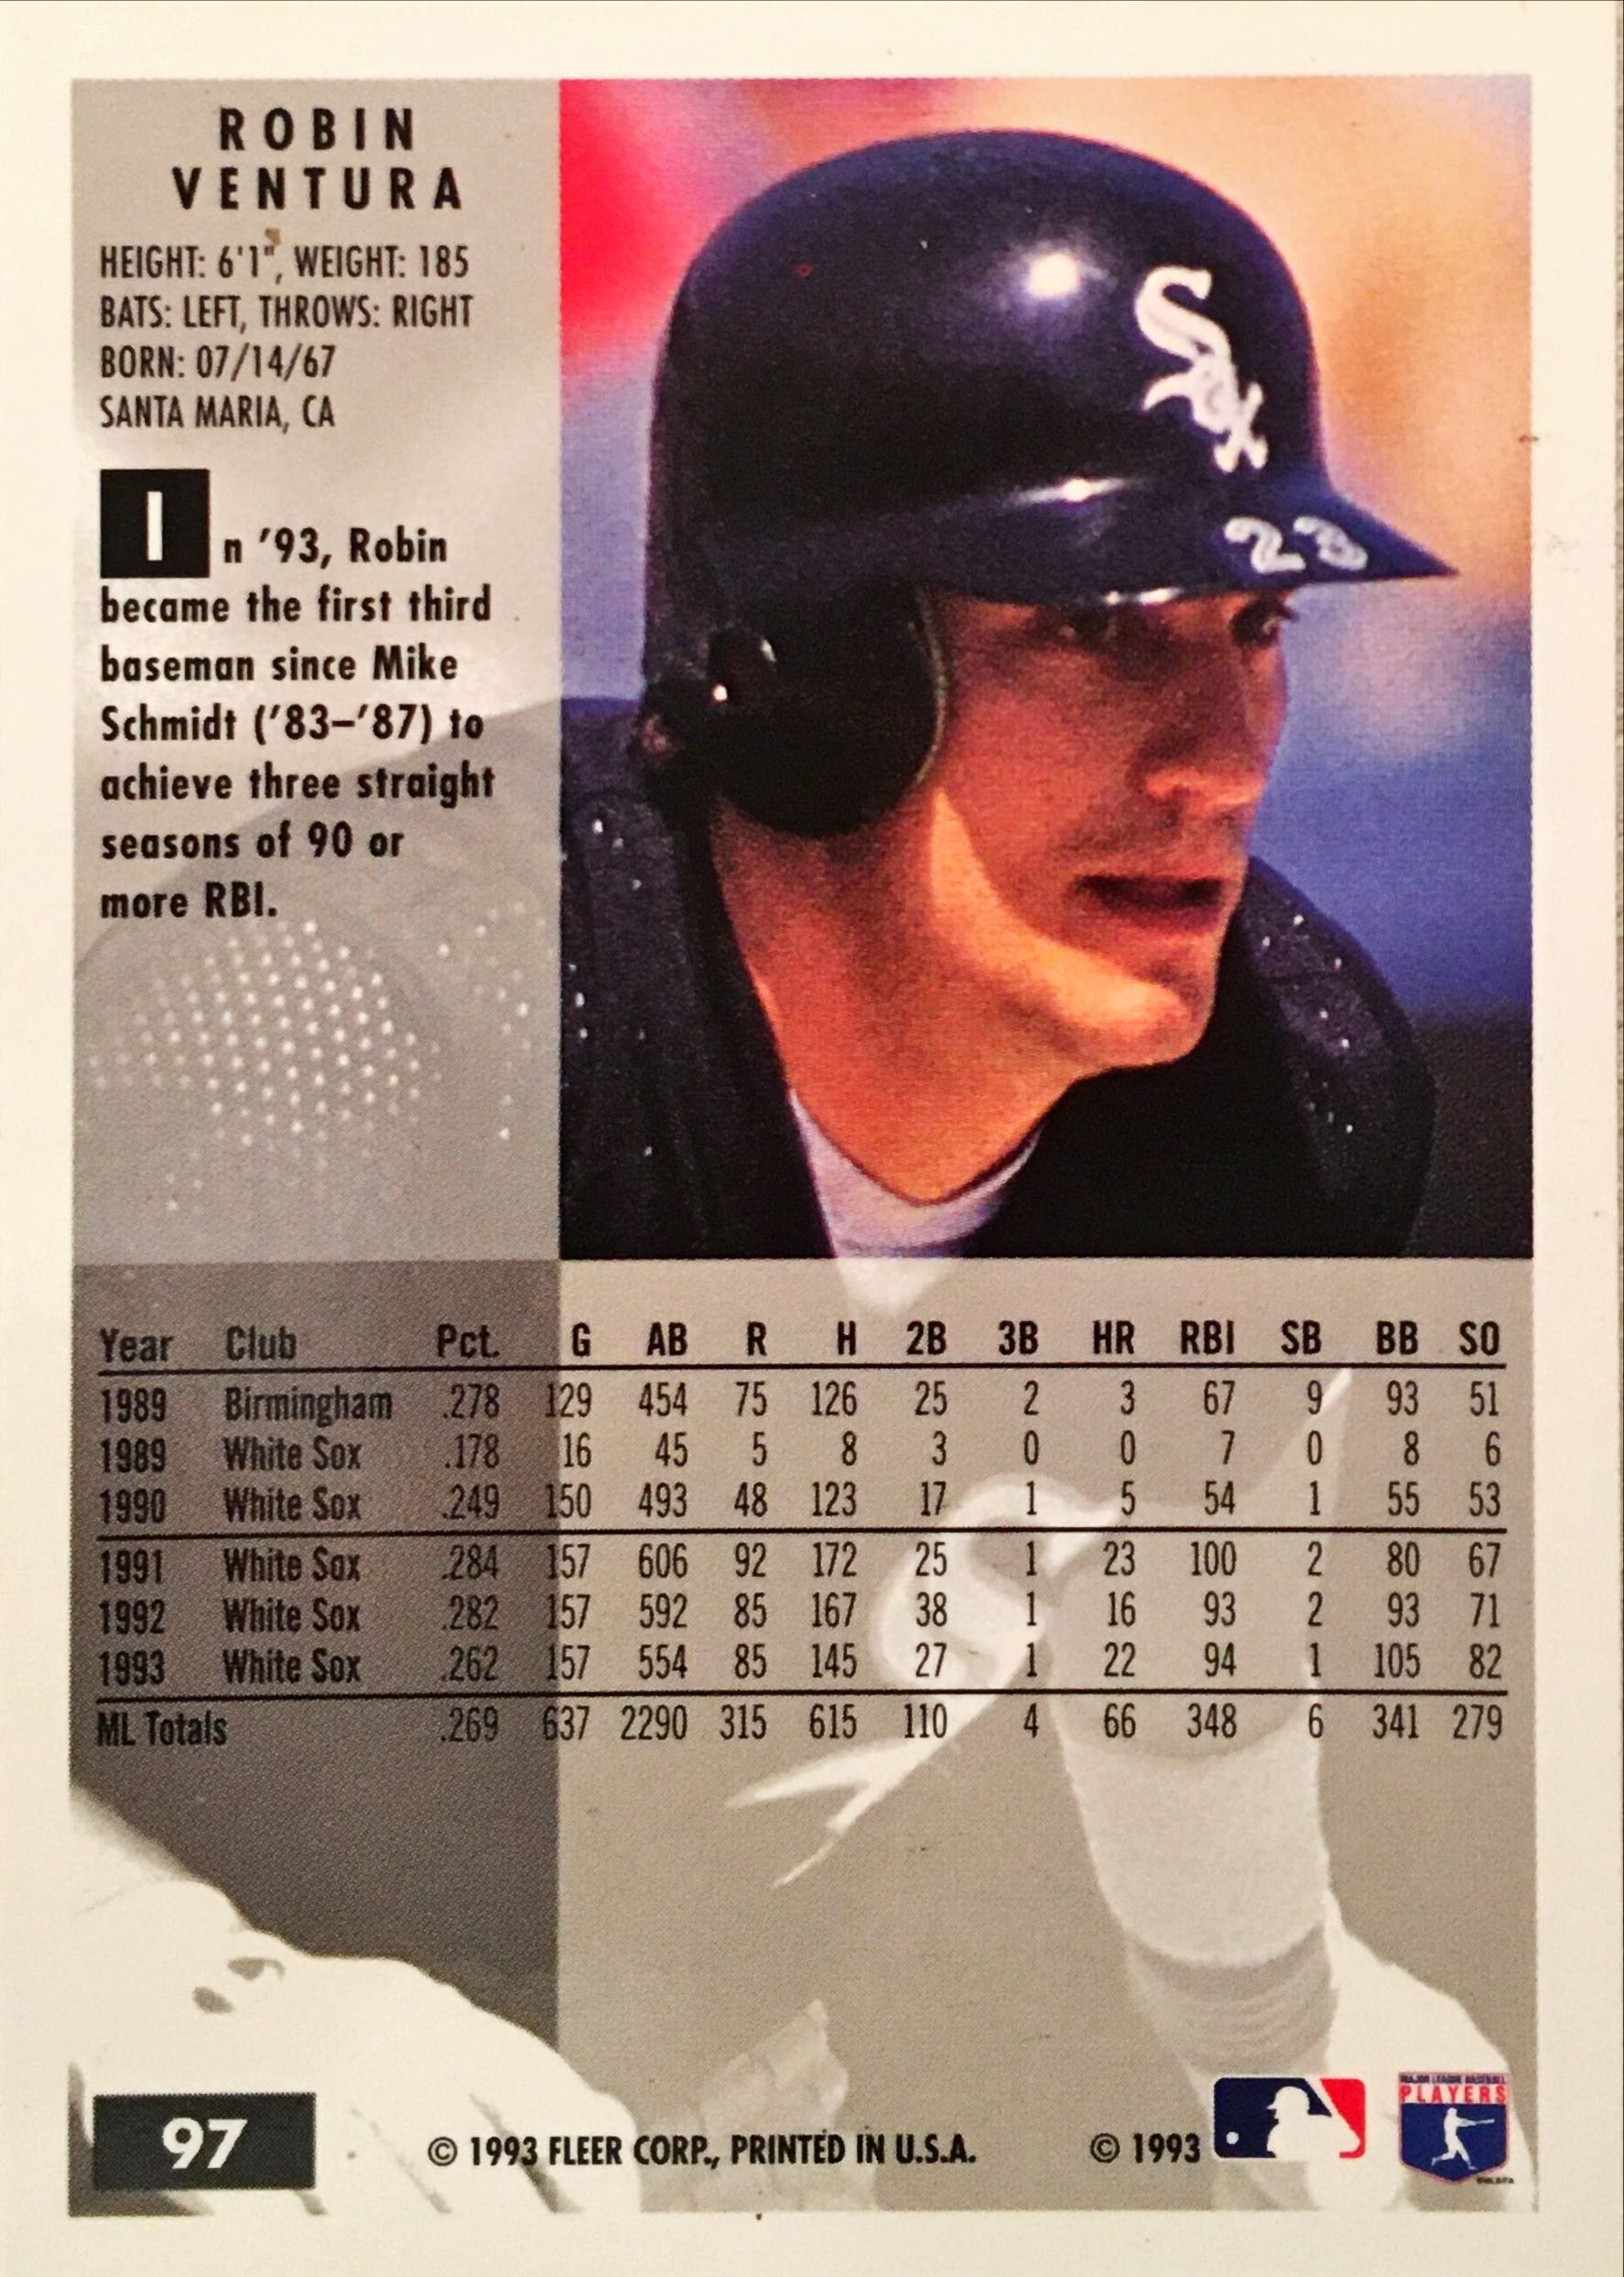 ROBIN
VENTURA
HEIGHT: 6'1", WEIGHT: 185
BATS: LEFT, THROWS: RIGHT
BORN: 07/14/67
SANTA MARIA, CA
In '93, Robin
became the first third
baseman since Mike
Schmidt ('83–'87) to
achieve three straight
seasons of 90 or
more RBI.
Sox
23
Year Club Pct. G AB R H 2B 3B HR RBI SB BB SO
1989 Birmingham .278 129 454 75 126 25 2 3 67 9 93 51
1989 White Sox .178 16 45 5 8 3 0 0 7 0 8 6
1990 White Sox .249 150 493 48 123 17 1 5 54 1 55 53
1991 White Sox .284 157 606 92 172 25 1 23 100 2 80 67
1992 White Sox .282 157 592 85 167 38 1 16 93 2 93 71
1993 White Sox .262 157 554 85 145 27 1 22 94 1 105 82
ML Totals .269 637 2290 315 615 110 4 66 348 6 341 279
97
© 1993 FLEER CORP., PRINTED IN U.S.A.
© 1993
MAJOR LEAGUE BASEBALL
PLAYERS